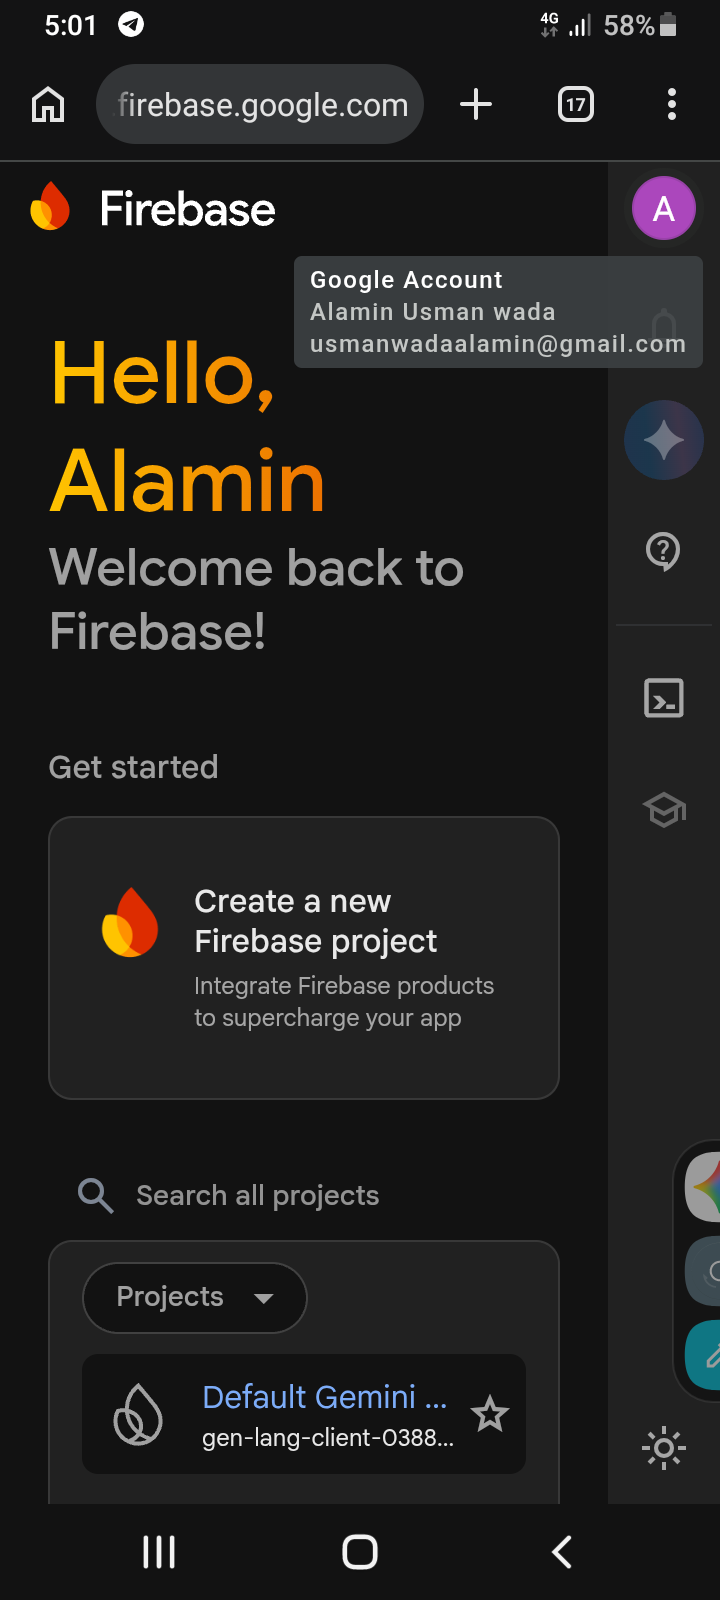 5:01
4G
58%
firebase.google.com
17
Firebase
A
Google Account
Alamin Usman wada
usmanwadaalamin@gmail.com
Hello,
Alamin
Welcome back to
Firebase!
Get started
Create a new
Firebase project
Integrate Firebase products
to supercharge your app
Search all projects
Projects
Default Gemini ...
gen-lang-client-0388...